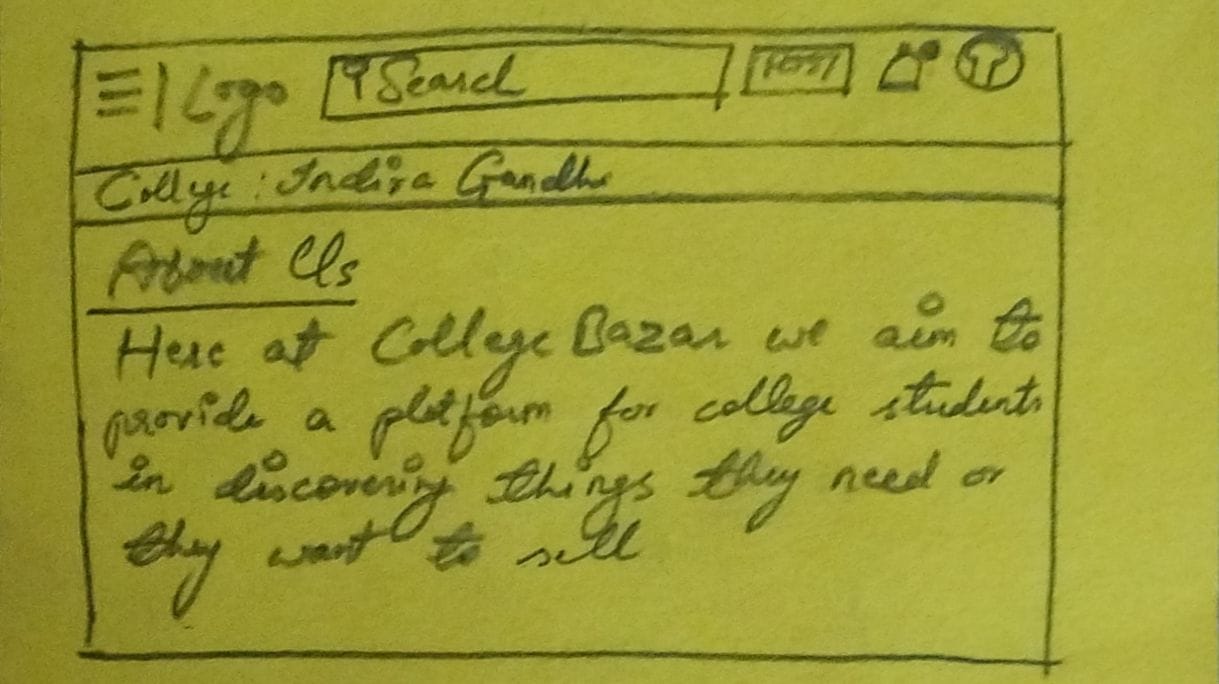 Logo Search POST
College: Indira Gandhi
About Us
Here at College Bazar we aim to
provide a platform for college students
in discovering things they need or
they want to sell